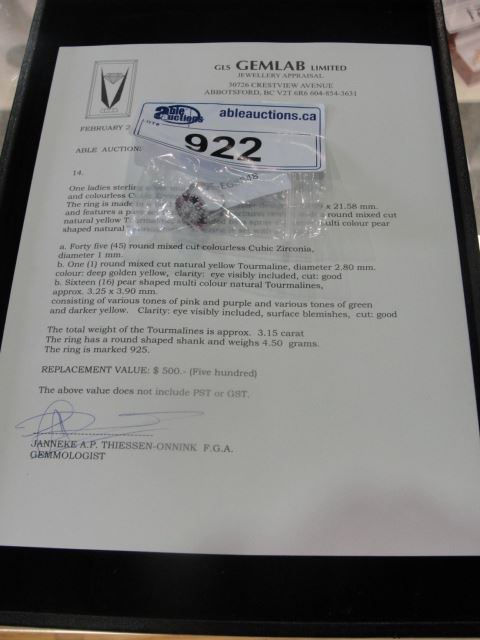 GLS GEMLAB LIMITED
JEWELLERY APPRAISAL
30726 CRESTVIEW AVENUE
ABBOTSFORD, BC V2T 6R6 604-854-3631
able auctions
ableauctions.ca
922
FEBRUARY 2
ABLE AUCTION
14.
One ladies sterling
and colourless
The ring is made x 21.58 mm.
and features a round mixed cut
natural yellow multi colour pear
shaped natural
a. Forty five (45) round mixed cut colourless Cubic Zirconia,
diameter 1 mm.
b. One (1) round mixed cut natural yellow Tourmaline, diameter 2.80 mm.
colour: deep golden yellow, clarity: eye visibly included, cut: good
b. Sixteen (16) pear shaped multi colour natural Tourmalines,
approx. 3.25 x 3.90 mm.
consisting of various tones of pink and purple and various tones of green
and darker yellow. Clarity: eye visibly included, surface blemishes, cut: good
The total weight of the Tourmalines is approx. 3.15 carat
The ring has a round shaped shank and weighs 4.50 grams.
The ring is marked 925.
REPLACEMENT VALUE: $ 500.- (Five hundred)
The above value does not include PST or GST.
JANNEKE A.P. THIESSEN-ONNINK F.G.A.
GEMMOLOGIST